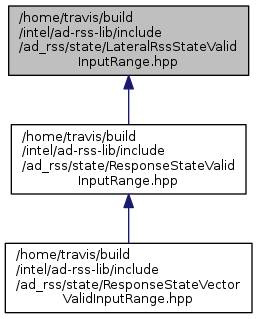 /home/travis/build
/intel/ad-rss-lib/include
/ad_rss/state/LateralRssStateValid
InputRange.hpp
/home/travis/build
/intel/ad-rss-lib/include
/ad_rss/state/ResponseStateValid
InputRange.hpp
/home/travis/build
/intel/ad-rss-lib/include
/ad_rss/state/ResponseStateVector
ValidInputRange.hpp